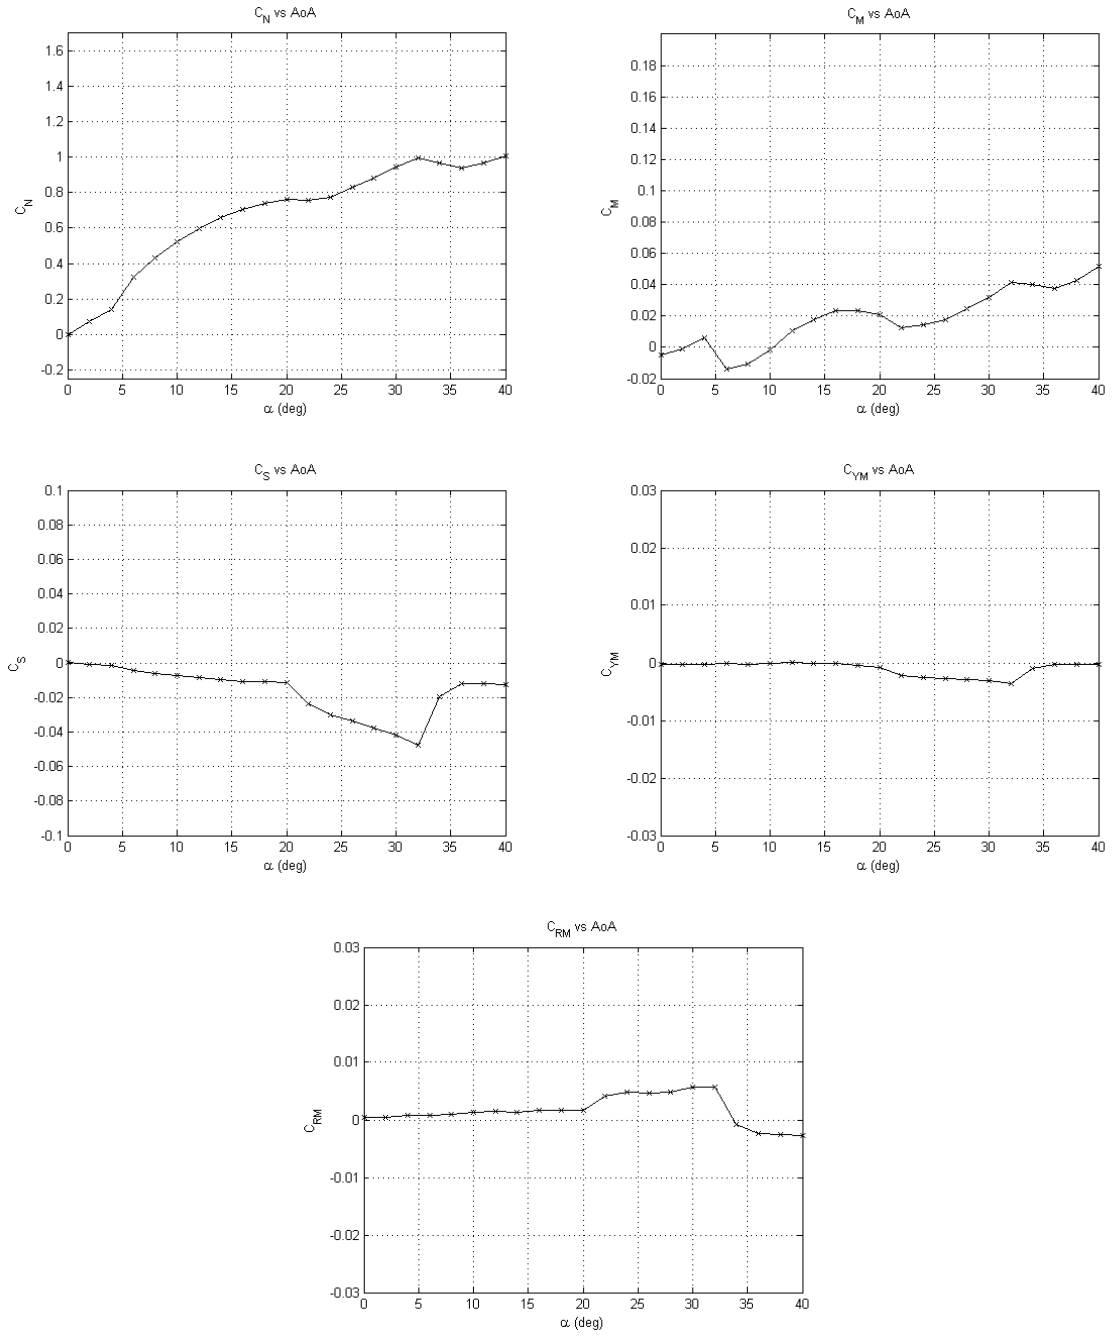 C_N vs AoA
1.6
1.4
1.2
1
0.8
0.6
0.4
0.2
0
-0.2
C_N
0 5 10 15 20 25 30 35 40
α (deg)
C_M vs AoA
0.18
0.16
0.14
0.12
0.1
0.08
0.06
0.04
0.02
0
-0.02
C_M
0 5 10 15 20 25 30 35 40
α (deg)
C_S vs AoA
0.1
0.08
0.06
0.04
0.02
0
-0.02
-0.04
-0.06
-0.08
-0.1
C_S
0 5 10 15 20 25 30 35 40
α (deg)
C_YM vs AoA
0.03
0.02
0.01
0
-0.01
-0.02
-0.03
C_YM
0 5 10 15 20 25 30 35 40
α (deg)
C_RM vs AoA
0.03
0.02
0.01
0
-0.01
-0.02
-0.03
C_RM
0 5 10 15 20 25 30 35 40
α (deg)